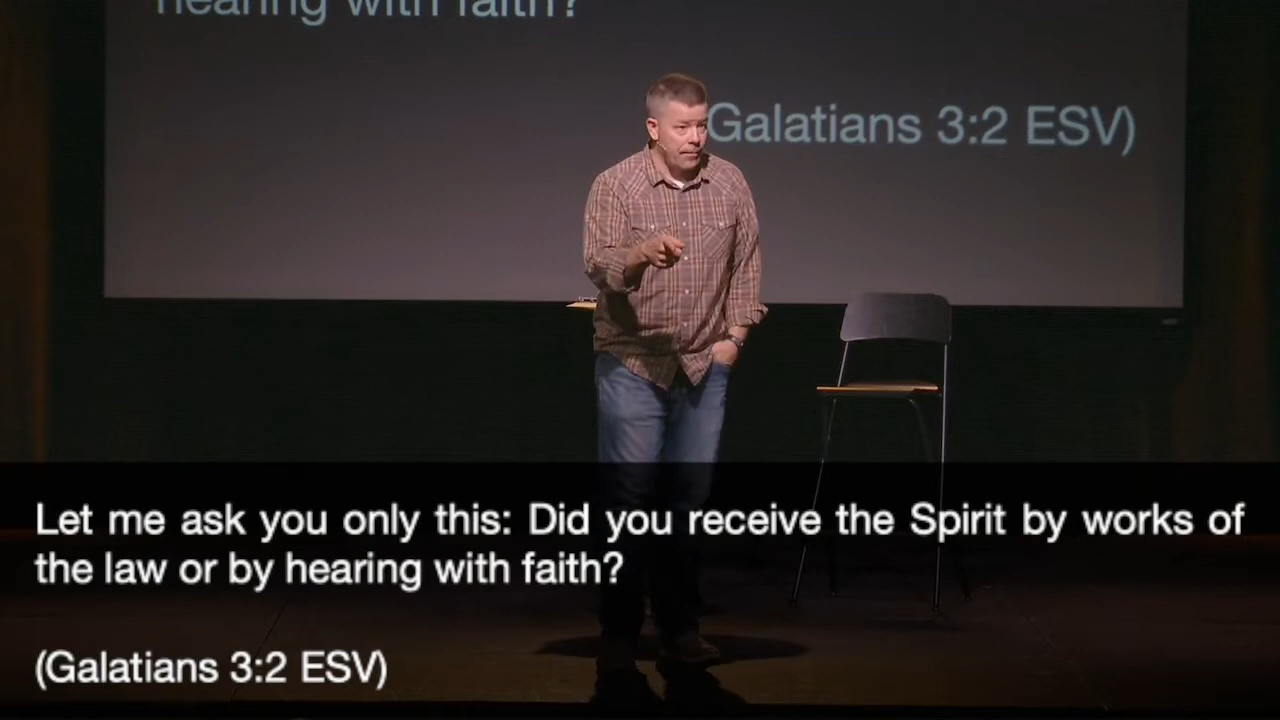 hearing with faith?
Galatians 3:2 ESV)
Let me ask you only this: Did you receive the Spirit by works of
the law or by hearing with faith?
(Galatians 3:2 ESV)